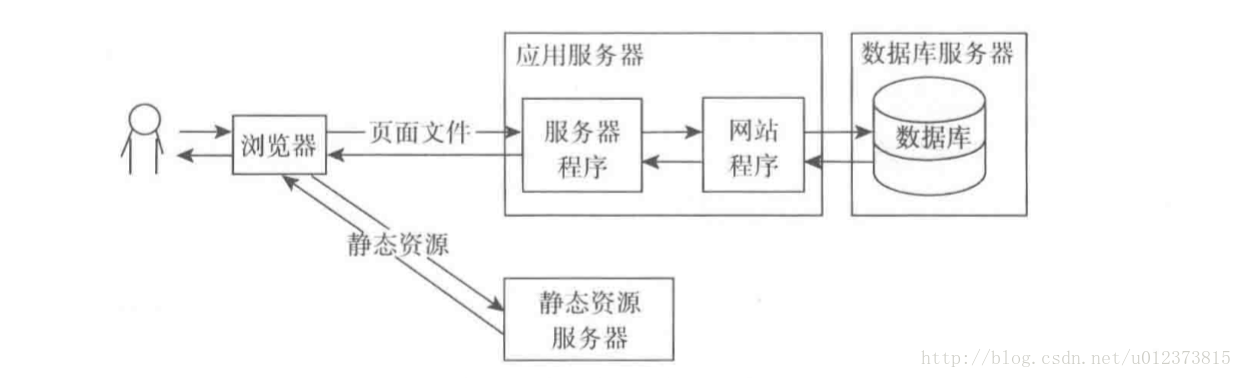 应用服务器
数据库服务器
浏览器
页面文件
服务器
程序
网站
程序
数据库
静态资源
静态资源
服务器
http://blog.csdn.net/u012373815